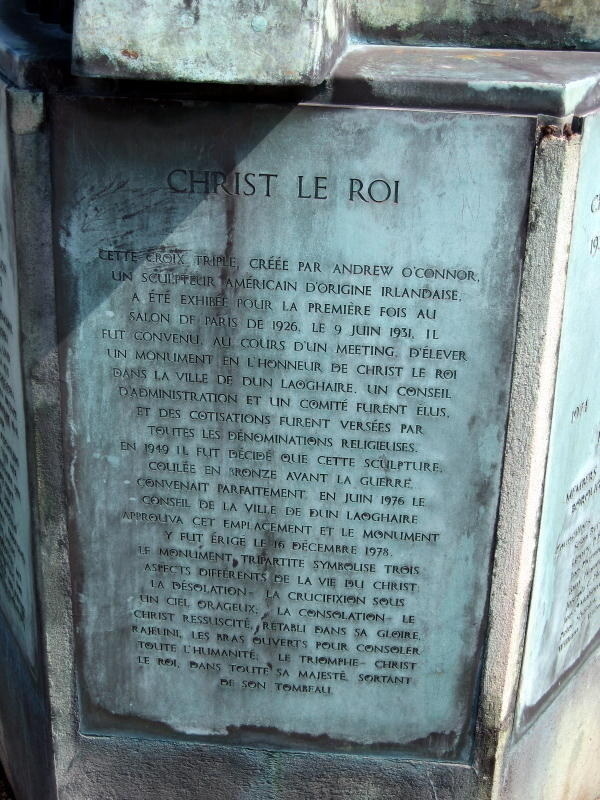 CHRIST LE ROI
CETTE CROIX TRIPLE, CRÉÉE PAR ANDREW O'CONNOR,
UN SCULPTEUR AMÉRICAIN D'ORIGINE IRLANDAISE,
A ÉTÉ EXHIBÉE POUR LA PREMIÈRE FOIS AU
SALON DE PARIS DE 1926. LE 9 JUIN 1931, IL
FUT CONVENU, AU COURS D'UN MEETING, D'ÉLEVER
UN MONUMENT EN L'HONNEUR DE CHRIST LE ROI
DANS LA VILLE DE DUN LAOGHAIRE. UN CONSEIL
D'ADMINISTRATION ET UN COMITÉ FURENT ÉLUS,
ET DES COTISATIONS FURENT VERSÉES PAR
TOUTES LES DÉNOMINATIONS RELIGIEUSES.
EN 1949 IL FUT DÉCIDÉ QUE CETTE SCULPTURE,
COULÉE EN BRONZE AVANT LA GUERRE,
CONVENAIT PARFAITEMENT. EN JUIN 1976 LE
CONSEIL DE LA VILLE DE DUN LAOGHAIRE
APPROUVA CET EMPLACEMENT ET LE MONUMENT
Y FUT ÉRIGÉ LE 16 DÉCEMBRE 1978.
LE MONUMENT TRIPARTITE SYMBOLISE TROIS
ASPECTS DIFFÉRENTS DE LA VIE DU CHRIST:
LA DÉSOLATION- LA CRUCIFIXION SOUS
UN CIEL ORAGEUX; LA CONSOLATION- LE
CHRIST RESSUSCITÉ, RETABLI DANS SA GLOIRE,
RAJEUNI, LES BRAS OUVERTS POUR CONSOLER
TOUTE L'HUMANITÉ; LE TRIOMPHE- CHRIST
LE ROI, DANS TOUTE SA MAJESTÉ, SORTANT
DE SON TOMBEAU.
1974
MEMBERS